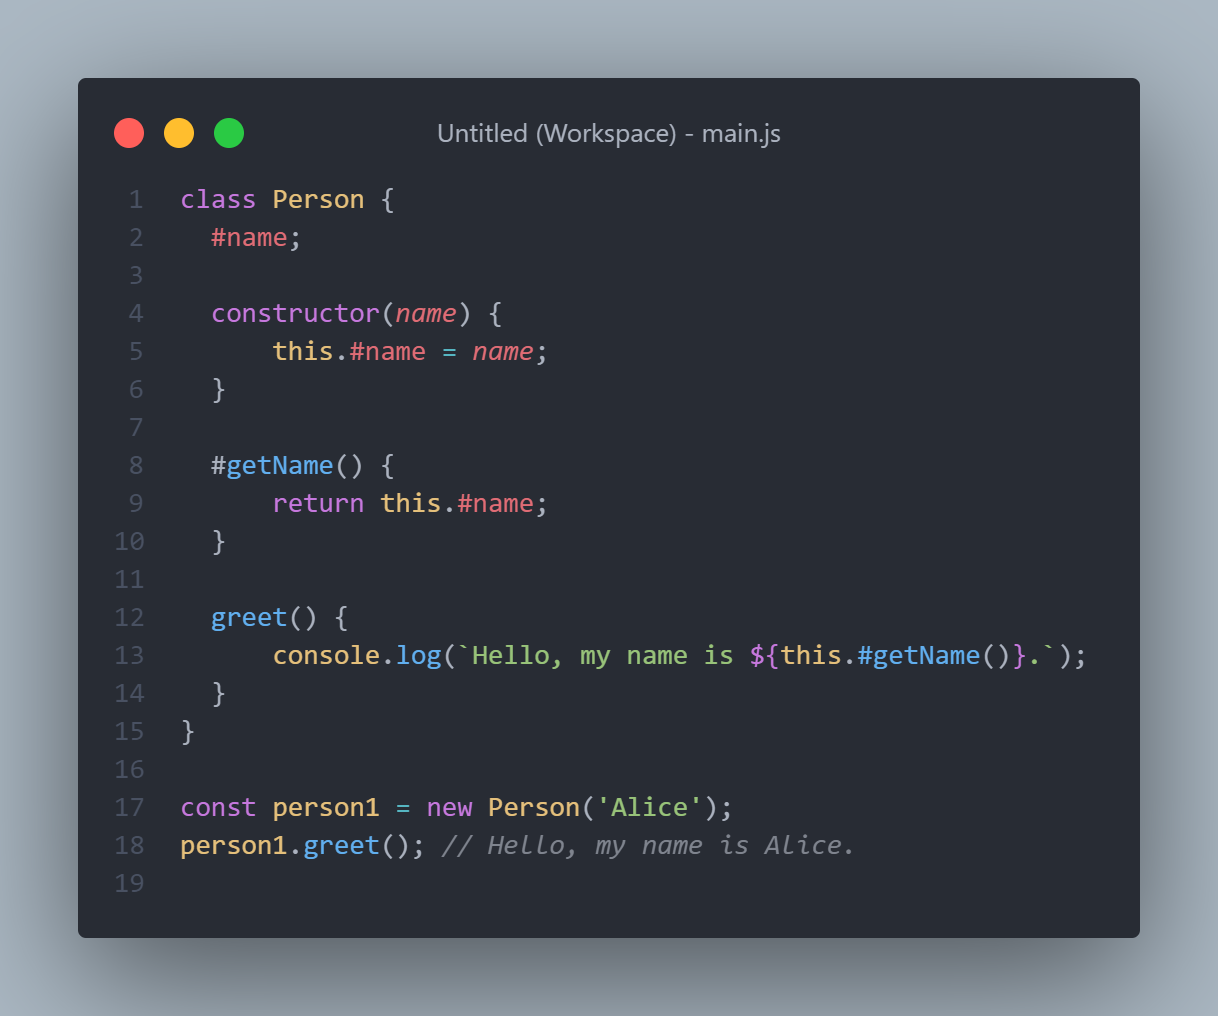 Untitled (Workspace) - main.js
1 class Person {
2   #name;
3
4   constructor(name) {
5       this.#name = name;
6   }
7
8   #getName() {
9       return this.#name;
10   }
11
12   greet() {
13       console.log(`Hello, my name is ${this.#getName()}.`);
14   }
15 }
16
17 const person1 = new Person('Alice');
18 person1.greet(); // Hello, my name is Alice.
19